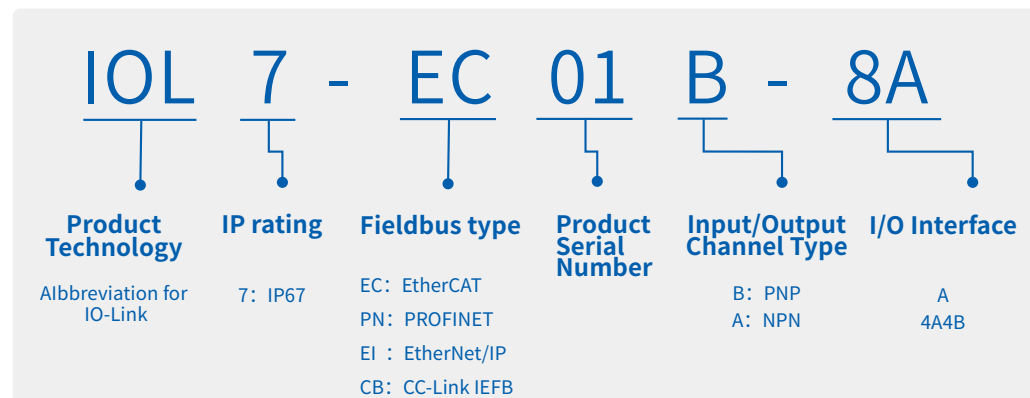 IOL 7 - EC 01 B - 8A
Product
Technology
AIbbreviation for
IO-Link
IP rating
7：IP67
Fieldbus type
EC：EtherCAT
PN：PROFINET
EI ：EtherNet/IP
CB：CC-Link IEFB
Product
Serial
Number
Input/Output
Channel Type
B：PNP
A：NPN
I/O Interface
A
4A4B